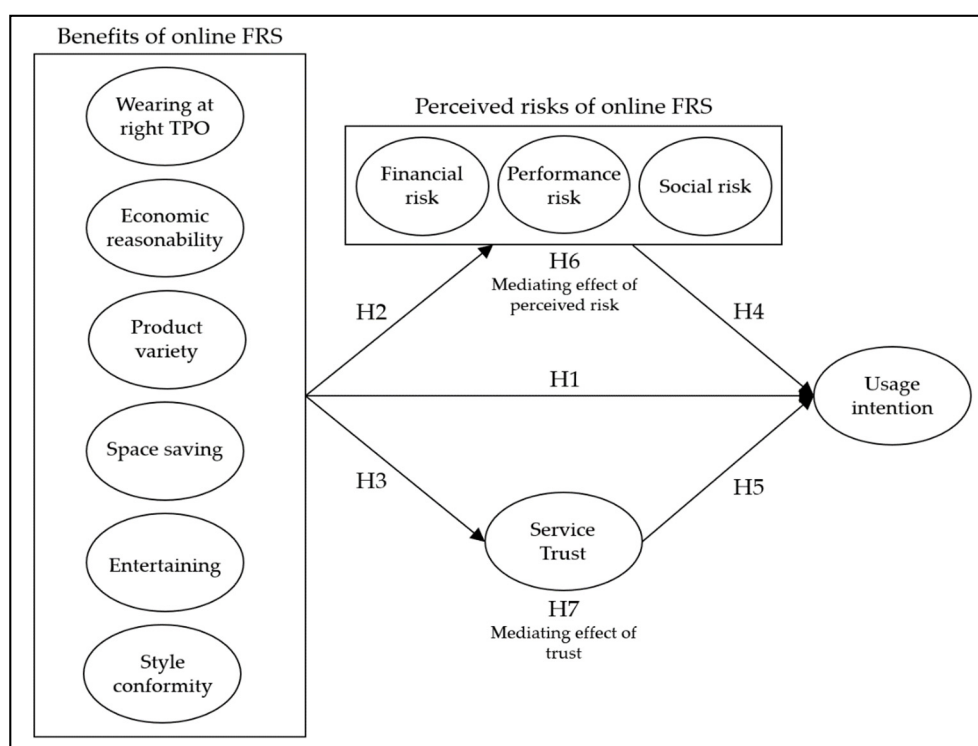 Benefits of online FRS
Wearing at
right TPO
Economic
reasonability
Product
variety
Space saving
Entertaining
Style
conformity
Perceived risks of online FRS
Financial
risk
Performance
risk
Social risk
H6
Mediating effect of
perceived risk
H2
H4
H1
Usage
intention
H3
H5
Service
Trust
H7
Mediating effect of
trust